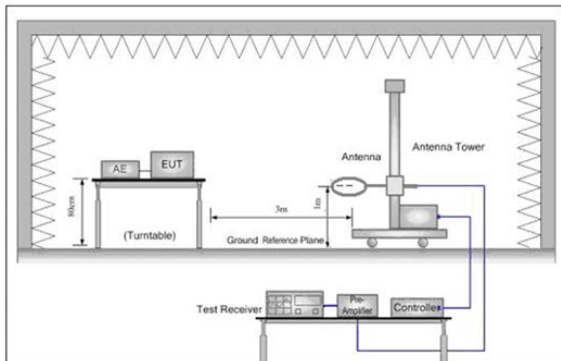 Antenna Tower
Antenna
EUT
AE
80cm
(Turntable)
3m
1m
Ground Reference Plane
Test Receiver
Pre-
Amplifier
Controller